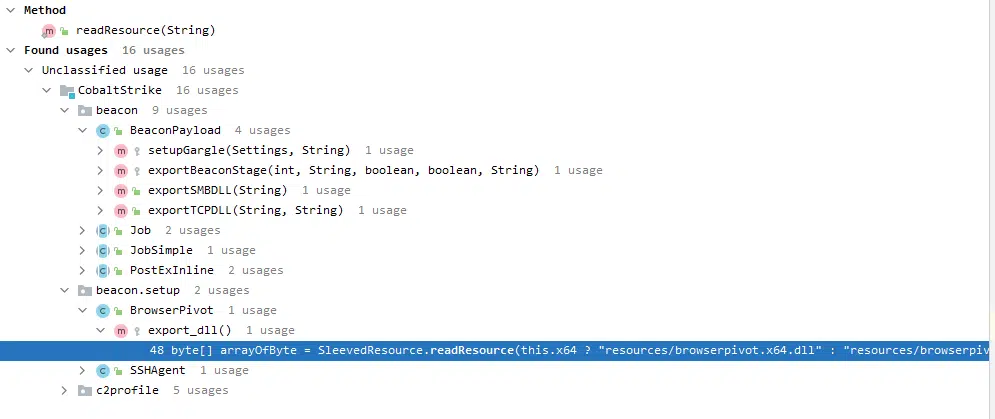 Method
readResource(String)
Found usages 16 usages
Unclassified usage 16 usages
CobaltStrike 16 usages
beacon 9 usages
BeaconPayload 4 usages
setupGargle(Settings, String) 1 usage
exportBeaconStage(int, String, boolean, boolean, String) 1 usage
exportSMBDLL(String) 1 usage
exportTCPDLL(String, String) 1 usage
Job 2 usages
JobSimple 1 usage
PostExInline 2 usages
beacon.setup 2 usages
BrowserPivot 1 usage
export_dll() 1 usage
48 byte[] arrayOfByte = SleevedResource.readResource(this.x64 ? "resources/browserpivot.x64.dll" : "resources/browserpiv
SSHAgent 1 usage
c2profile 5 usages